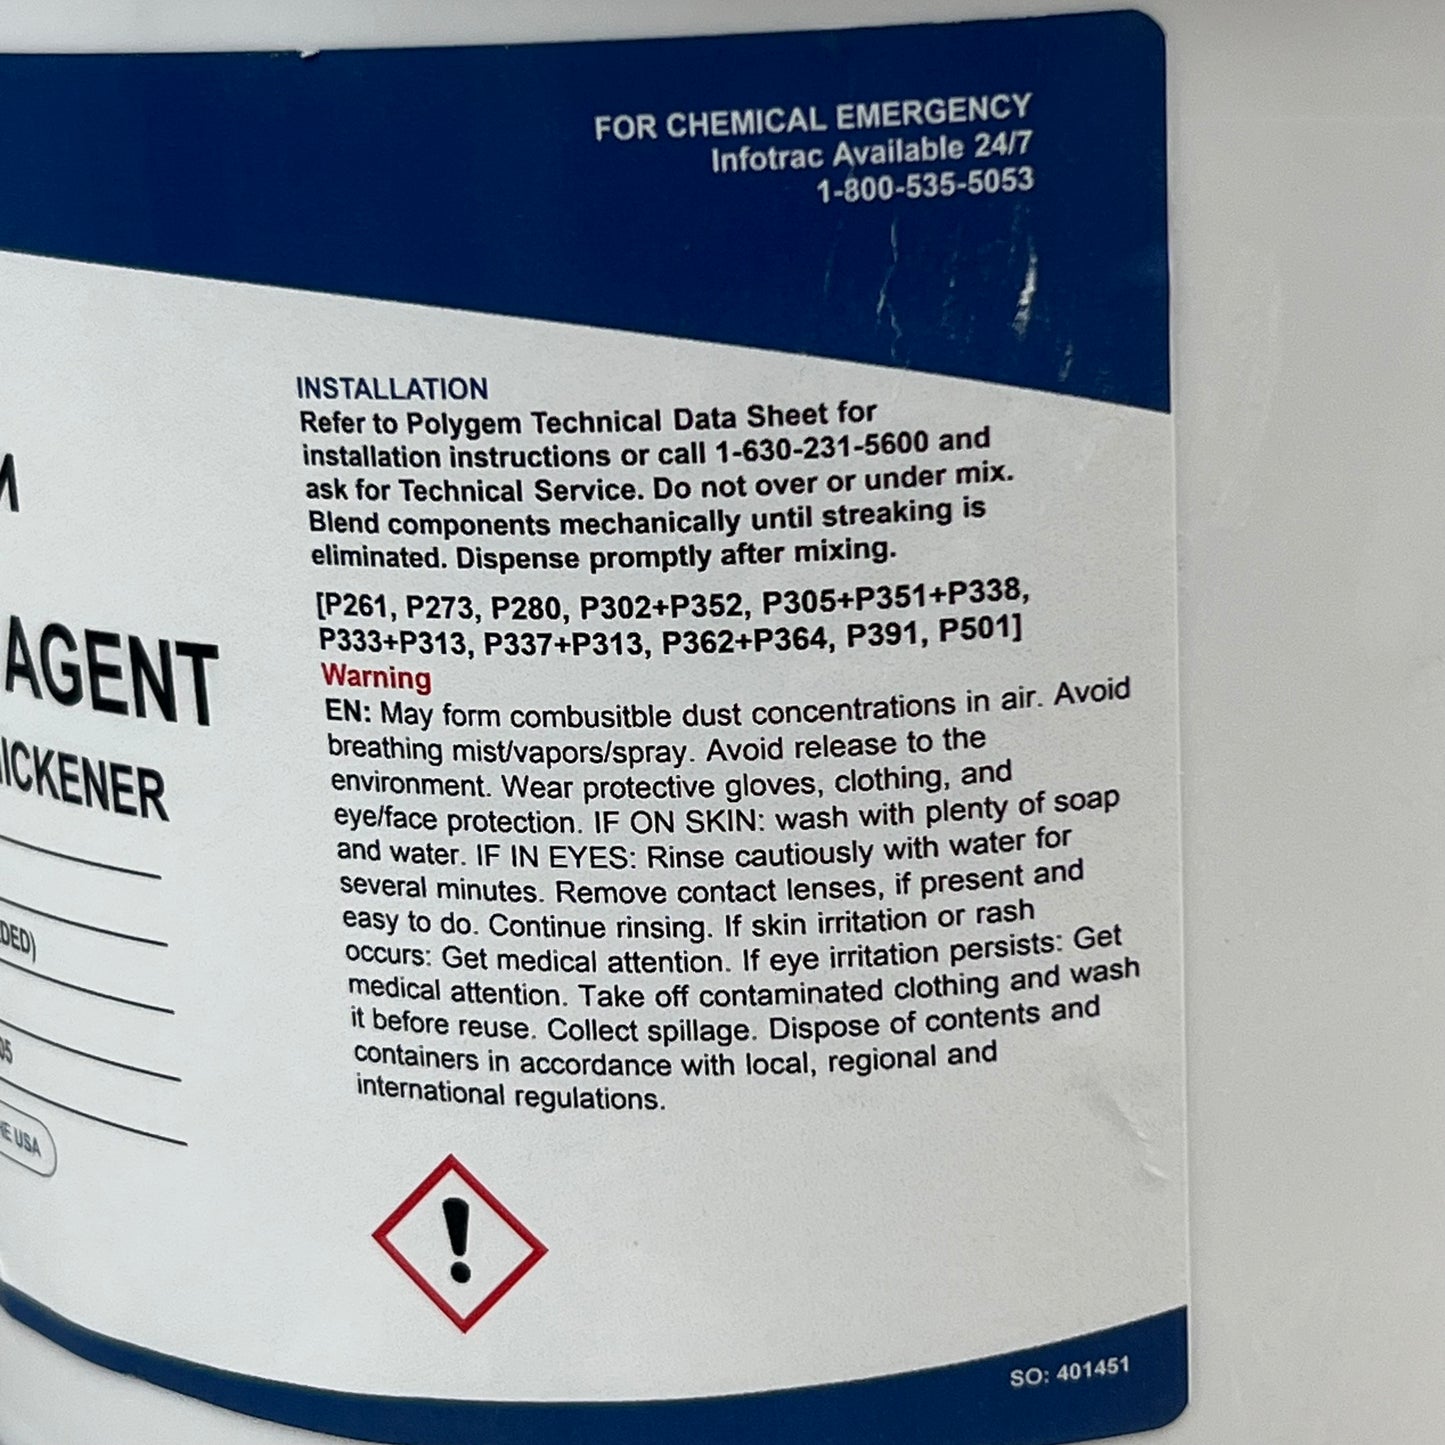 FOR CHEMICAL EMERGENCY
Infotrac Available 24/7
1-800-535-5053
AGENT
INSTALLATION
Refer to Polygem Technical Data Sheet for
installation instructions or call 1-630-231-5600 and
ask for Technical Service. Do not over or under mix.
Blend components mechanically until streaking is
eliminated. Dispense promptly after mixing.
[P261, P273, P280, P302+P352, P305+P351+P338,
P333+P313, P337+P313, P362+P364, P391, P501]
Warning
EN: May form combusitble dust concentrations in air. Avoid
breathing mist/vapors/spray. Avoid release to the
environment. Wear protective gloves, clothing, and
eye/face protection. IF ON SKIN: wash with plenty of soap
and water. IF IN EYES: Rinse cautiously with water for
several minutes. Remove contact lenses, if present and
easy to do. Continue rinsing. If skin irritation or rash
occurs: Get medical attention. If eye irritation persists: Get
medical attention. Take off contaminated clothing and wash
it before reuse. Collect spillage. Dispose of contents and
containers in accordance with local, regional and
international regulations.
USA
SO: 401451